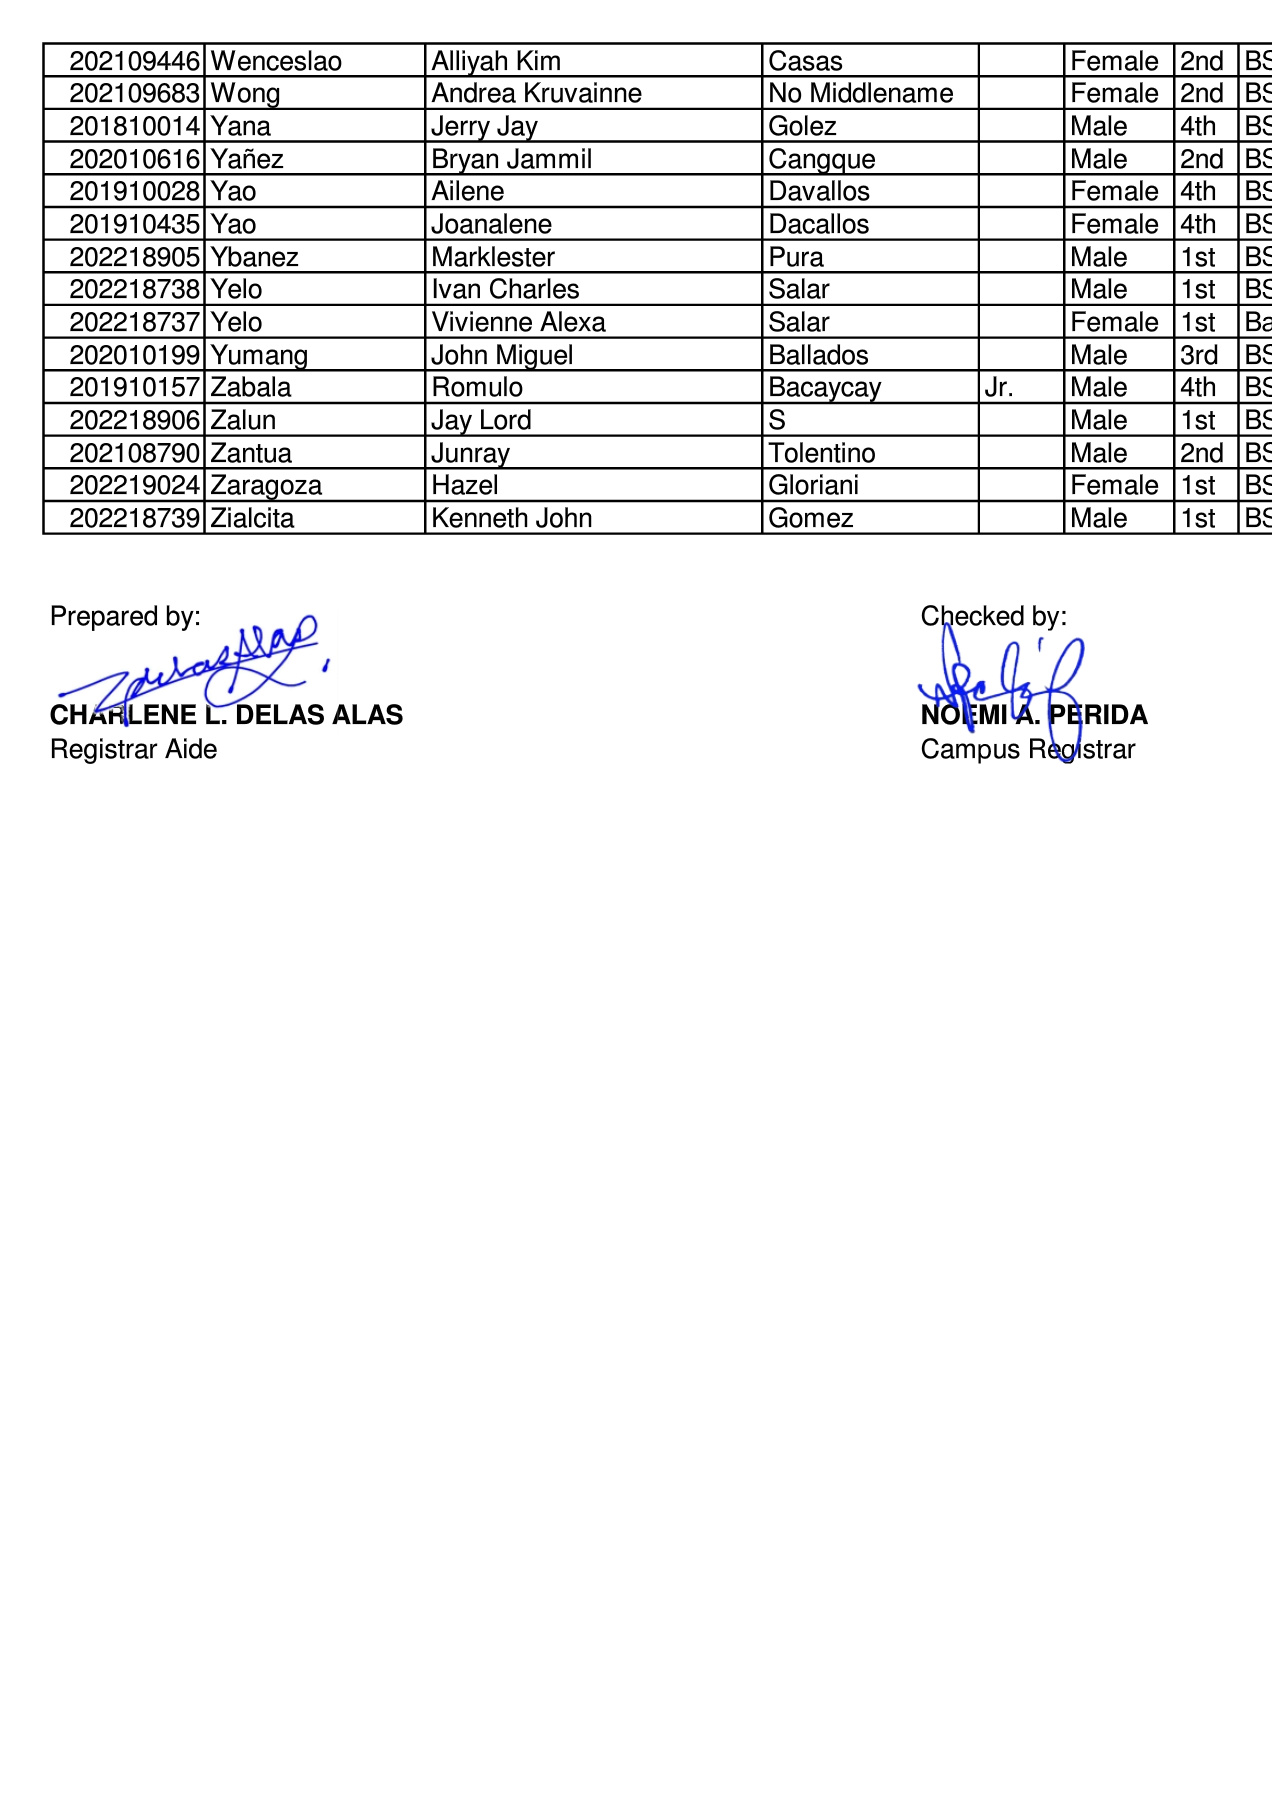 202109446 Wenceslao Alliyah Kim Casas Female 2nd BS
202109683 Wong Andrea Kruvainne No Middlename Female 2nd BS
201810014 Yana Jerry Jay Golez Male 4th BS
202010616 Yañez Bryan Jammil Cangque Male 2nd BS
201910028 Yao Ailene Davallos Female 4th BS
201910435 Yao Joanalene Dacallos Female 4th BS
202218905 Ybanez Marklester Pura Male 1st BS
202218738 Yelo Ivan Charles Salar Male 1st BS
202218737 Yelo Vivienne Alexa Salar Female 1st Ba
202010199 Yumang John Miguel Ballados Male 3rd BS
201910157 Zabala Romulo Bacaycay Jr. Male 4th BS
202218906 Zalun Jay Lord S Male 1st BS
202108790 Zantua Junray Tolentino Male 2nd BS
202219024 Zaragoza Hazel Gloriani Female 1st BS
202218739 Zialcita Kenneth John Gomez Male 1st BS
Prepared by: Checked by:
CHARLENE L. DELAS ALAS NOEMI A. PERIDA
Registrar Aide Campus Registrar